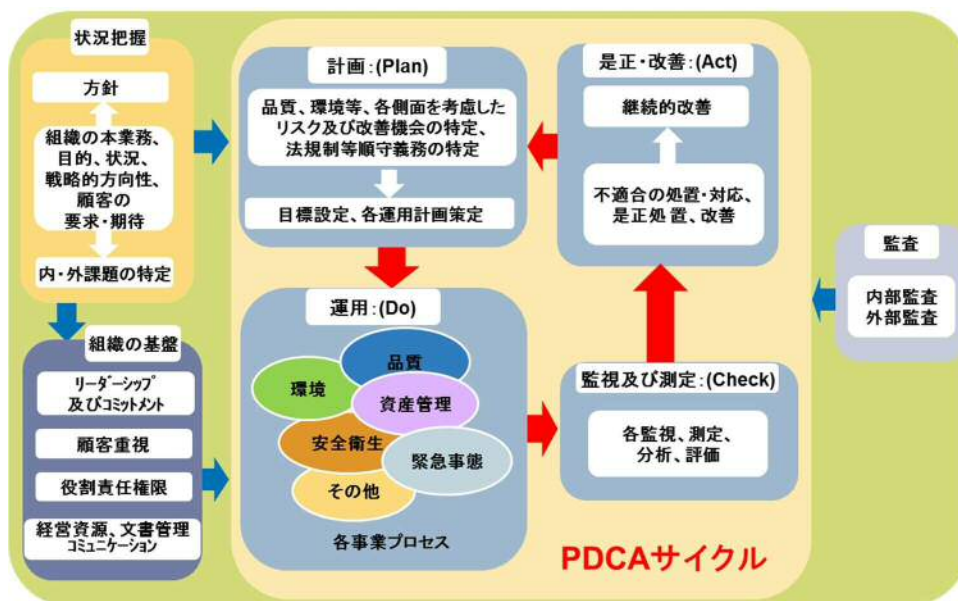 状況把握
方針
組織の本業務、
目的、状況、
戦略的方向性、
顧客の
要求・期待
内・外課題の特定
組織の基盤
ﾘｰﾀﾞｰｼｯﾌﾟ
及びｺﾐｯﾄﾒﾝﾄ
顧客重視
役割責任権限
経営資源、文書管理
ｺﾐｭﾆｹｰｼｮﾝ
計画：(Plan)
品質、環境等、各側面を考慮した
リスク及び改善機会の特定、
法規制等順守義務の特定
目標設定、各運用計画策定
運用：(Do)
品質
環境
資産管理
安全衛生
緊急事態
その他
各事業プロセス
是正・改善：(Act)
継続的改善
不適合の処置・対応、
是正処置、改善
監視及び測定：(Check)
各監視、測定、
分析、評価
PDCAサイクル
監査
内部監査
外部監査